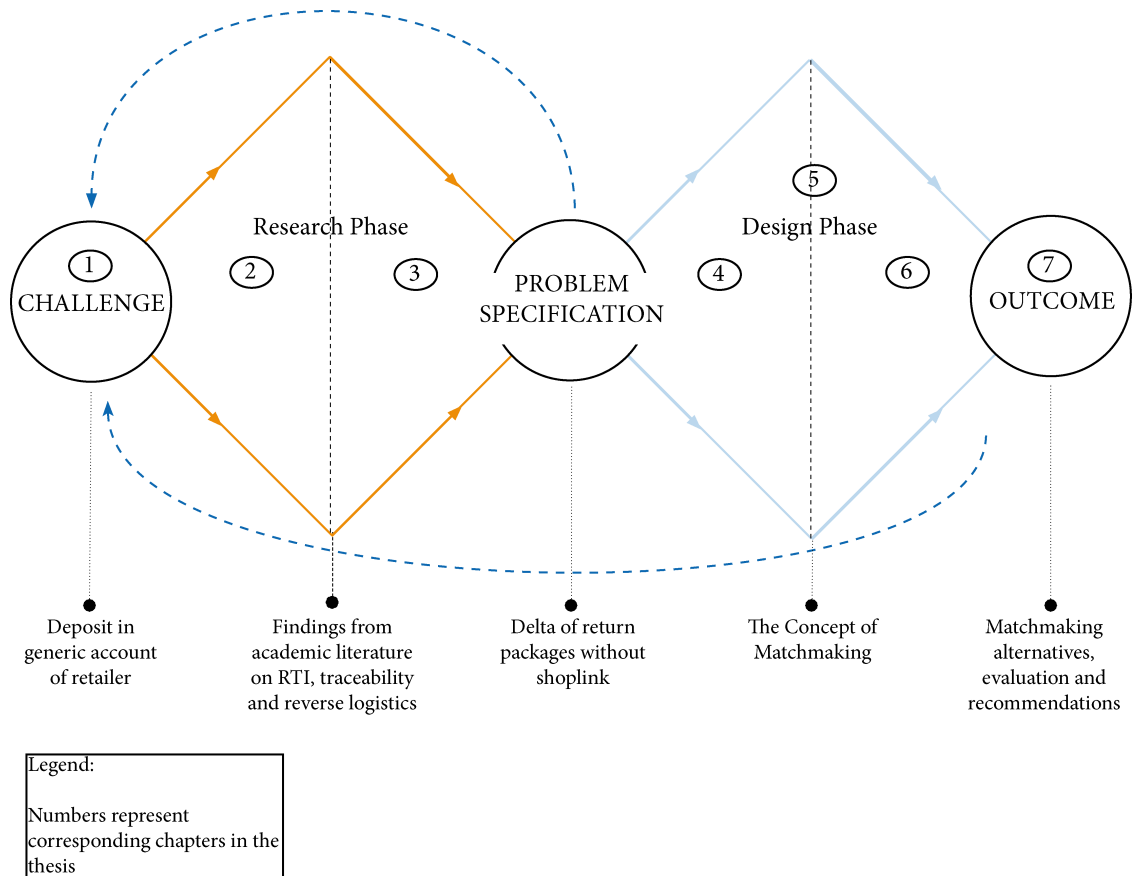 5
Research Phase
Design Phase
1
2
3
4
6
7
CHALLENGE
PROBLEM
SPECIFICATION
OUTCOME
Deposit in
generic account
of retailer
Findings from
academic literature
on RTI, traceability
and reverse logistics
Delta of return
packages without
shoplink
The Concept of
Matchmaking
Matchmaking
alternatives,
evaluation and
recommendations
Legend:
Numbers represent
corresponding chapters in the
thesis